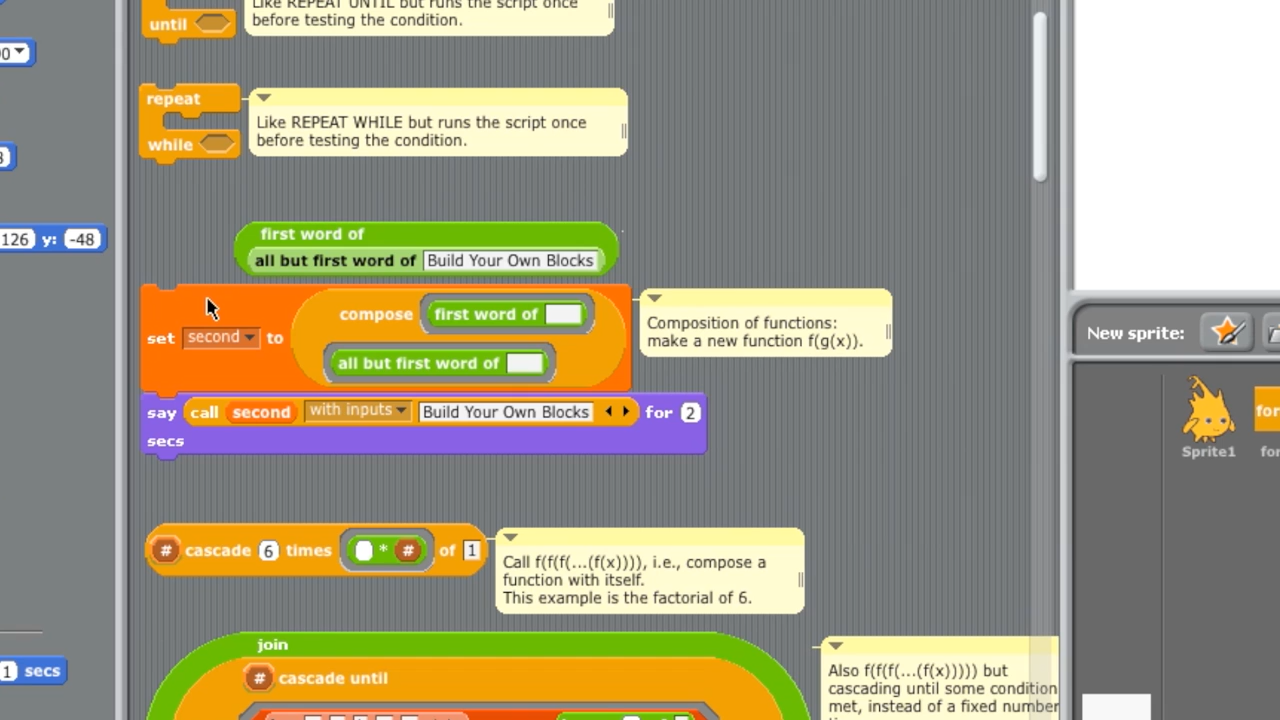 Like REPEAT UNTIL but runs the script once
until
before testing the condition.
repeat
Like REPEAT WHILE but runs the script once
while
before testing the condition.
126 y: -48
first word of
all but first word of Build Your Own Blocks
set second to compose first word of
all but first word of
Composition of functions:
make a new function f(g(x)).
New sprite:
say call second with inputs Build Your Own Blocks for 2
secs
Sprite1
# cascade 6 times * # of 1
Call f(f(f(...(f(x)))), i.e., compose a
function with itself.
This example is the factorial of 6.
join
1 secs
# cascade until
Also f(f(f(...(f(x))))) but
cascading until some condition
met, instead of a fixed number